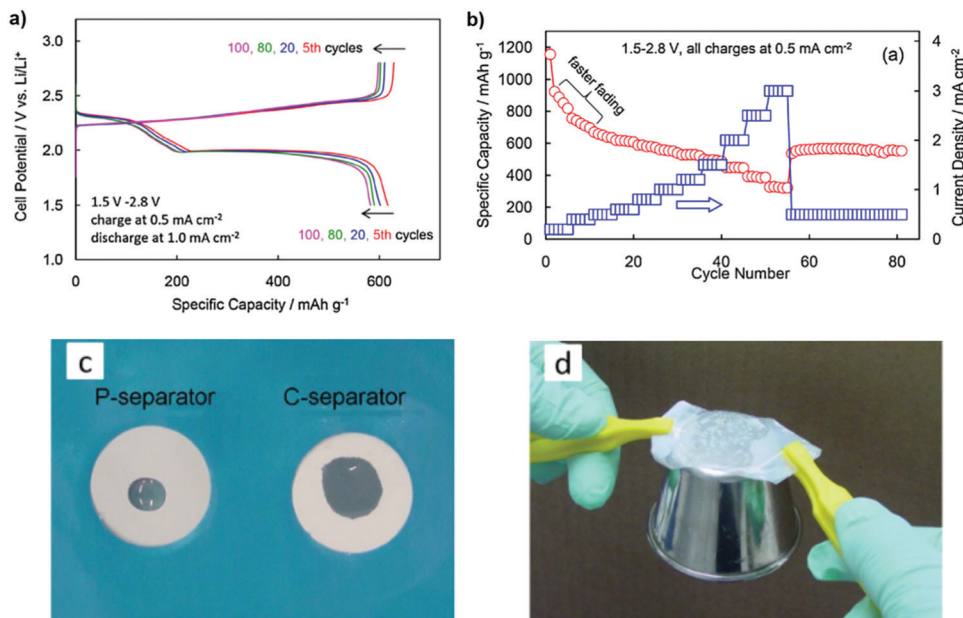 a)
3.0
2.5
2.0
1.5
1.0
Cell Potential / V vs. Li/Li⁺
100, 80, 20, 5th cycles
1.5 V -2.8 V
charge at 0.5 mA cm⁻²
discharge at 1.0 mA cm⁻²
100, 80, 20, 5th cycles
0 200 400 600
Specific Capacity / mAh g⁻¹
b)
1200
1000
800
600
400
200
0
Specific Capacity / mAh g⁻¹
1.5-2.8 V, all charges at 0.5 mA cm⁻²
(a)
faster fading
4
3
2
1
0
Current Density / mA cm⁻²
0 20 40 60 80
Cycle Number
c
P-separator C-separator
d